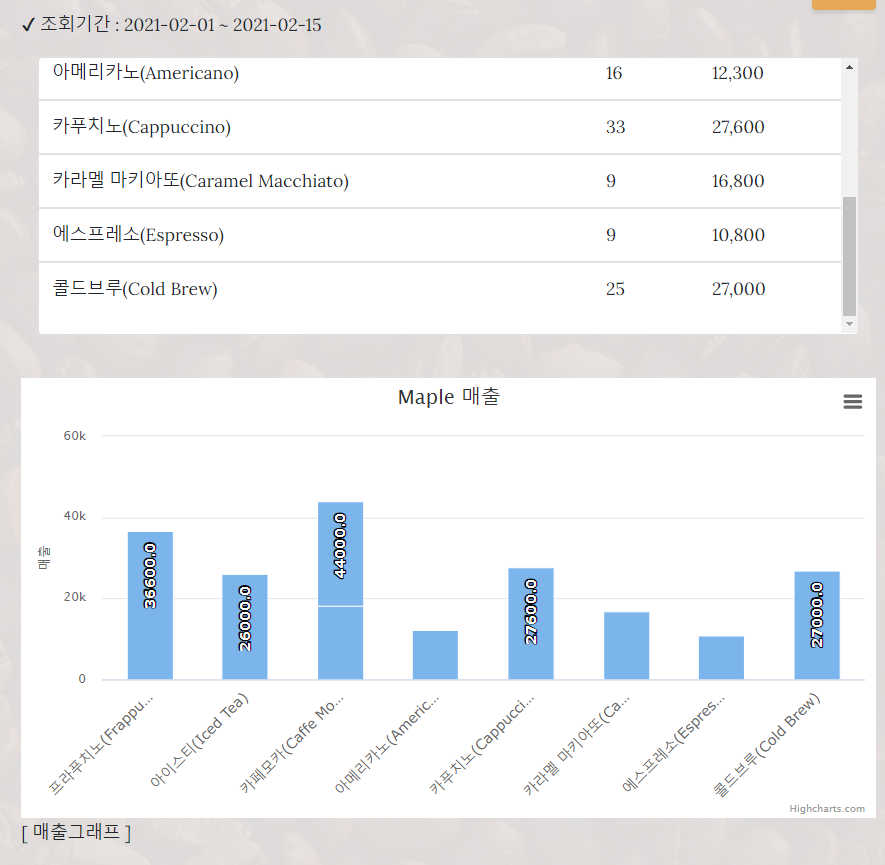 ✓ 조회기간 : 2021-02-01 ~ 2021-02-15
아메리카노(Americano) 16 12,300
카푸치노(Cappuccino) 33 27,600
카라멜 마키아또(Caramel Macchiato) 9 16,800
에스프레소(Espresso) 9 10,800
콜드브루(Cold Brew) 25 27,000
Maple 매출
매출
60k
40k
20k
0
36600.0
26000.0
44000.0
27600.0
27000.0
프라푸치노(Frappu...
아이스티(Iced Tea)
카페모카(Caffe Mo...
아메리카노(Americ...
카푸치노(Cappucci...
카라멜 마키아또(Ca...
에스프레소(Espres...
콜드브루(Cold Brew)
Highcharts.com
[ 매출그래프 ]